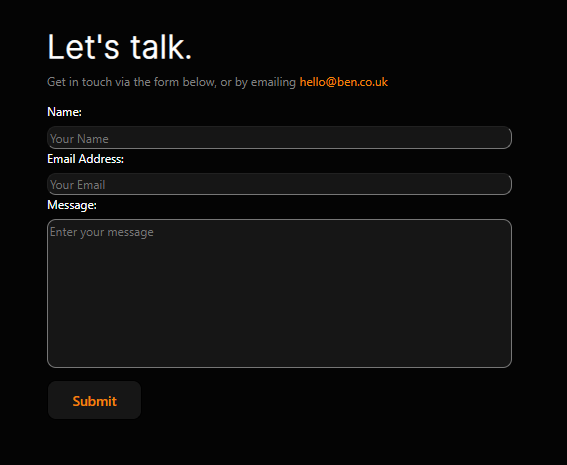 Let's talk.
Get in touch via the form below, or by emailing hello@ben.co.uk
Name:
Your Name
Email Address:
Your Email
Message:
Enter your message
Submit